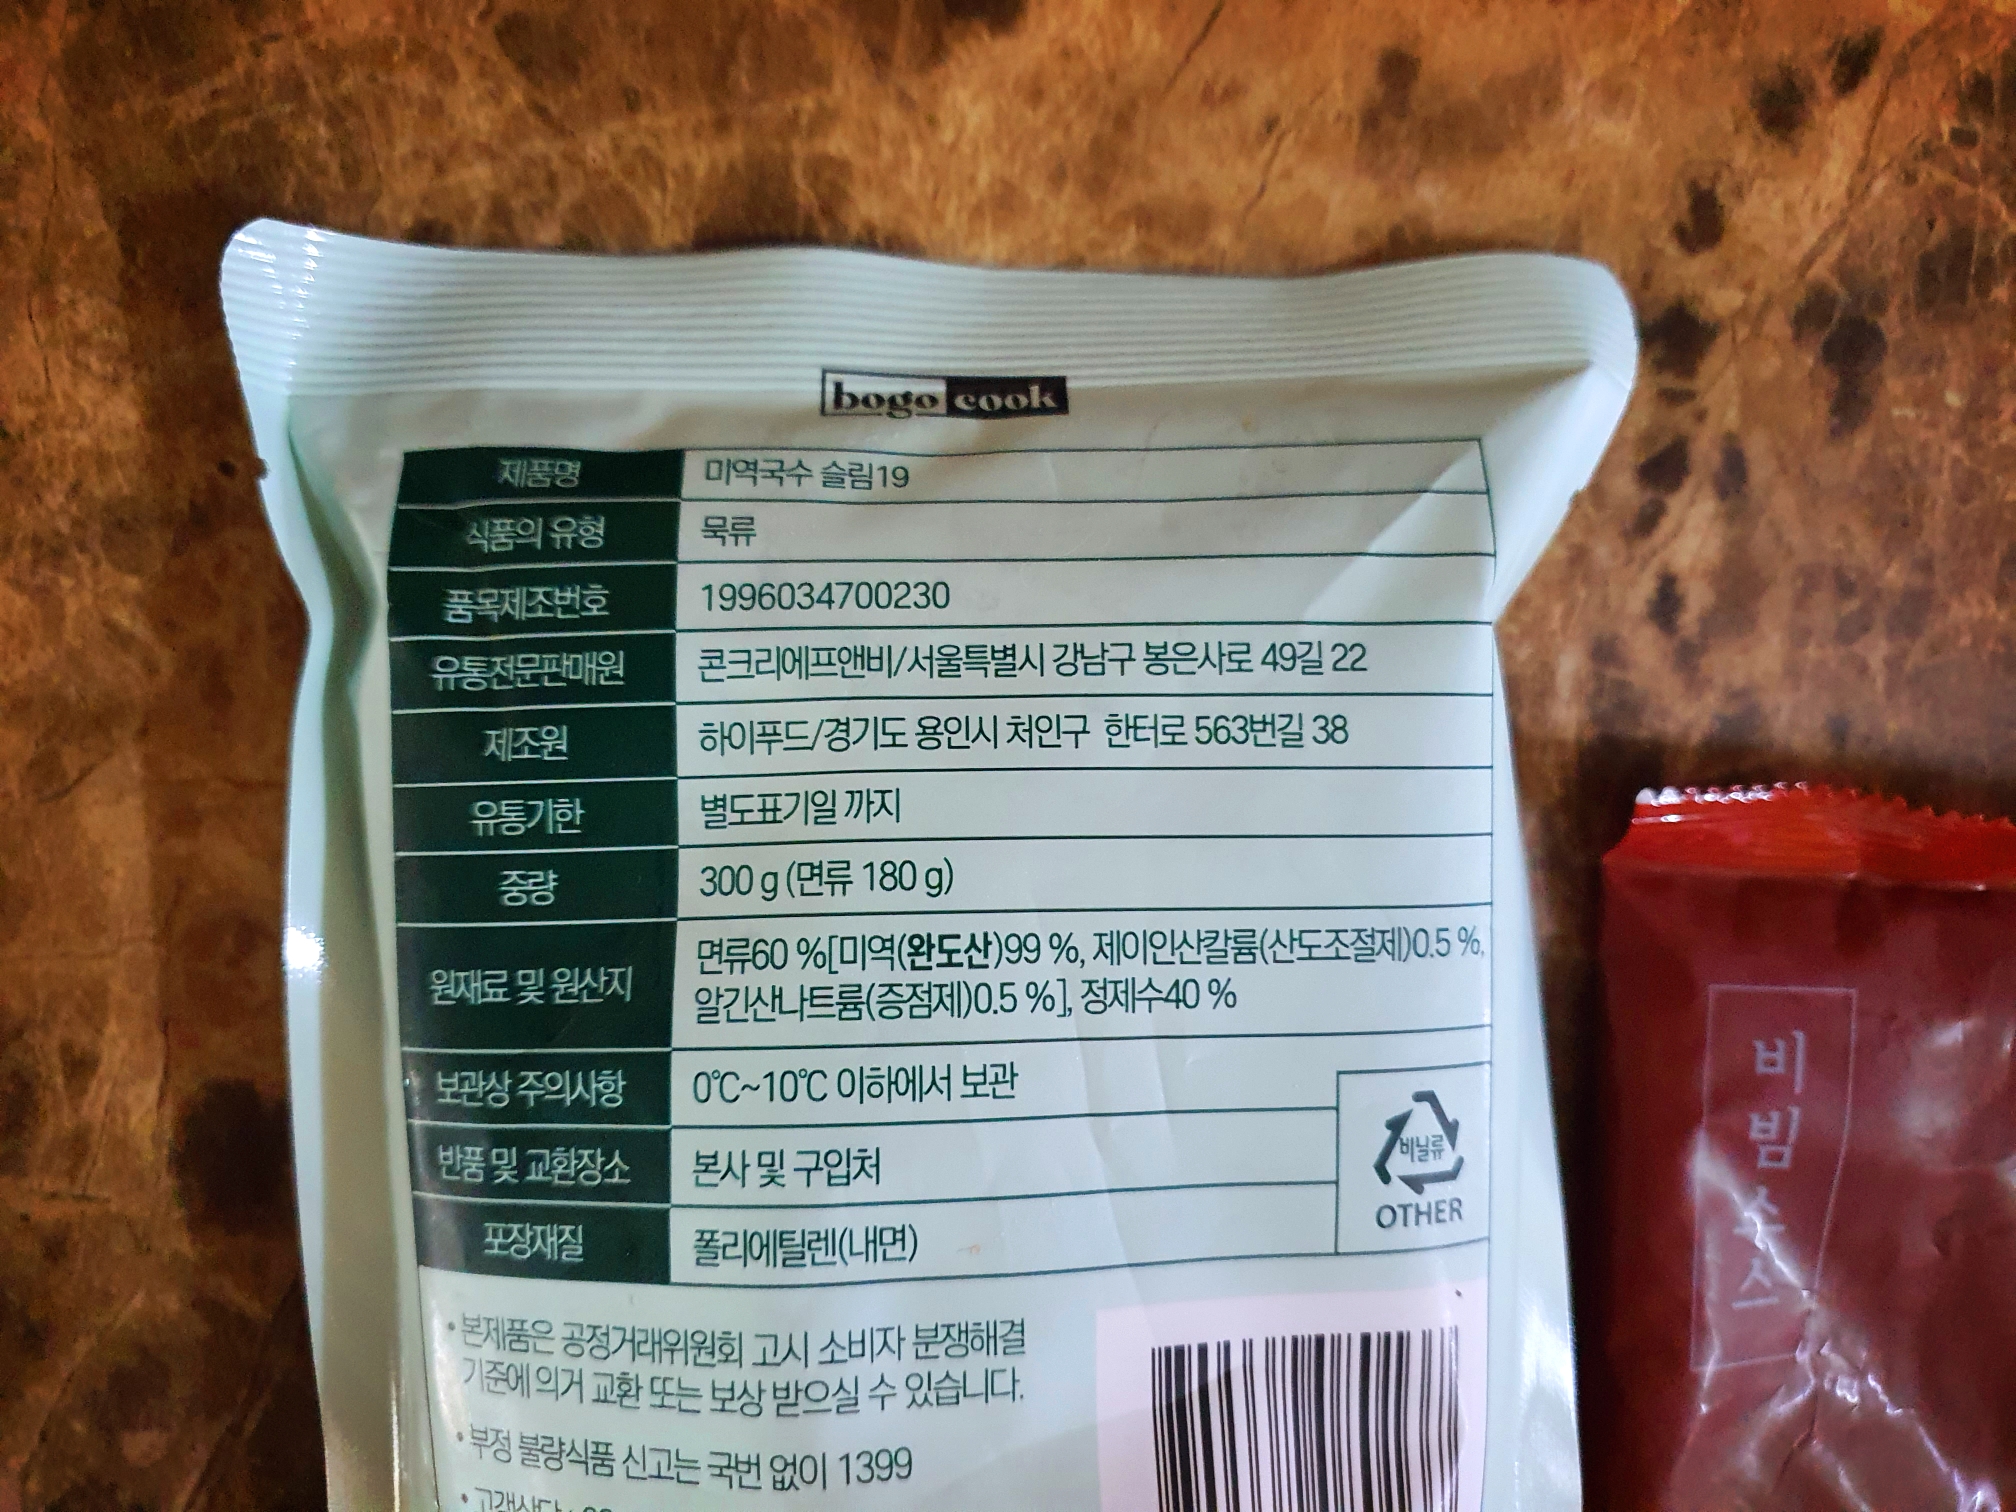 bogo cook
제품명 미역국수 슬림19
식품의 유형 묵류
품목제조번호 1996034700230
유통전문판매원 콘크리에프앤비/서울특별시 강남구 봉은사로 49길 22
제조원 하이푸드/경기도 용인시 처인구 한터로 563번길 38
유통기한 별도표기일 까지
중량 300 g (면류 180 g)
원재료 및 원산지 면류60 %[미역(완도산)99 %, 제이인산칼륨(산도조절제)0.5 %,
알긴산나트륨(증점제)0.5 %], 정제수40 %
보관상 주의사항 0℃~10℃ 이하에서 보관
반품 및 교환장소 본사 및 구입처
포장재질 폴리에틸렌(내면)
비닐류
OTHER
• 본제품은 공정거래위원회 고시 소비자 분쟁해결
기준에 의거 교환 또는 보상 받으실 수 있습니다.
• 부정 불량식품 신고는 국번 없이 1399
비빔소스